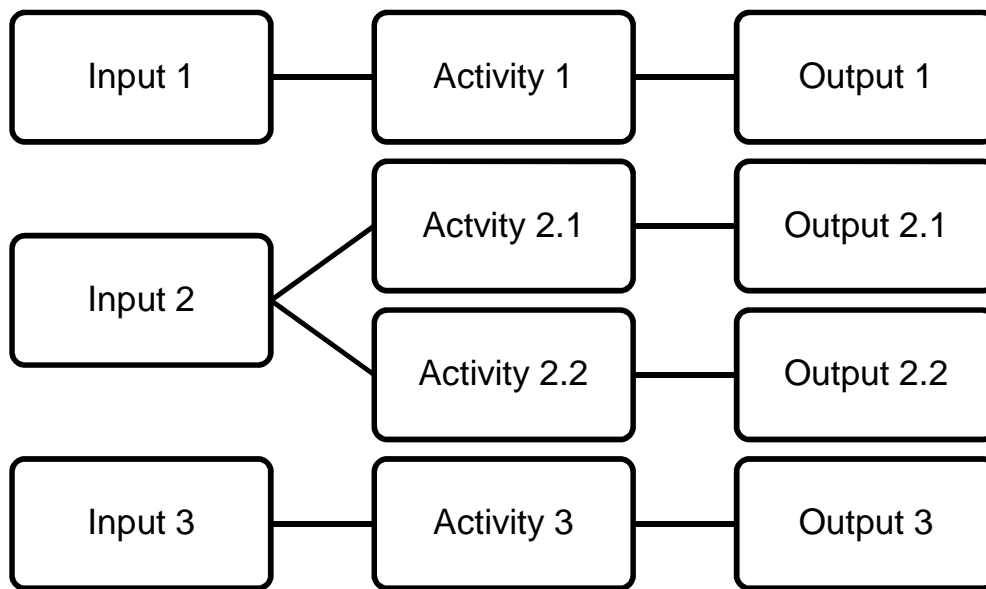 Input 1
Activity 1
Output 1
Actvity 2.1
Output 2.1
Input 2
Activity 2.2
Output 2.2
Input 3
Activity 3
Output 3